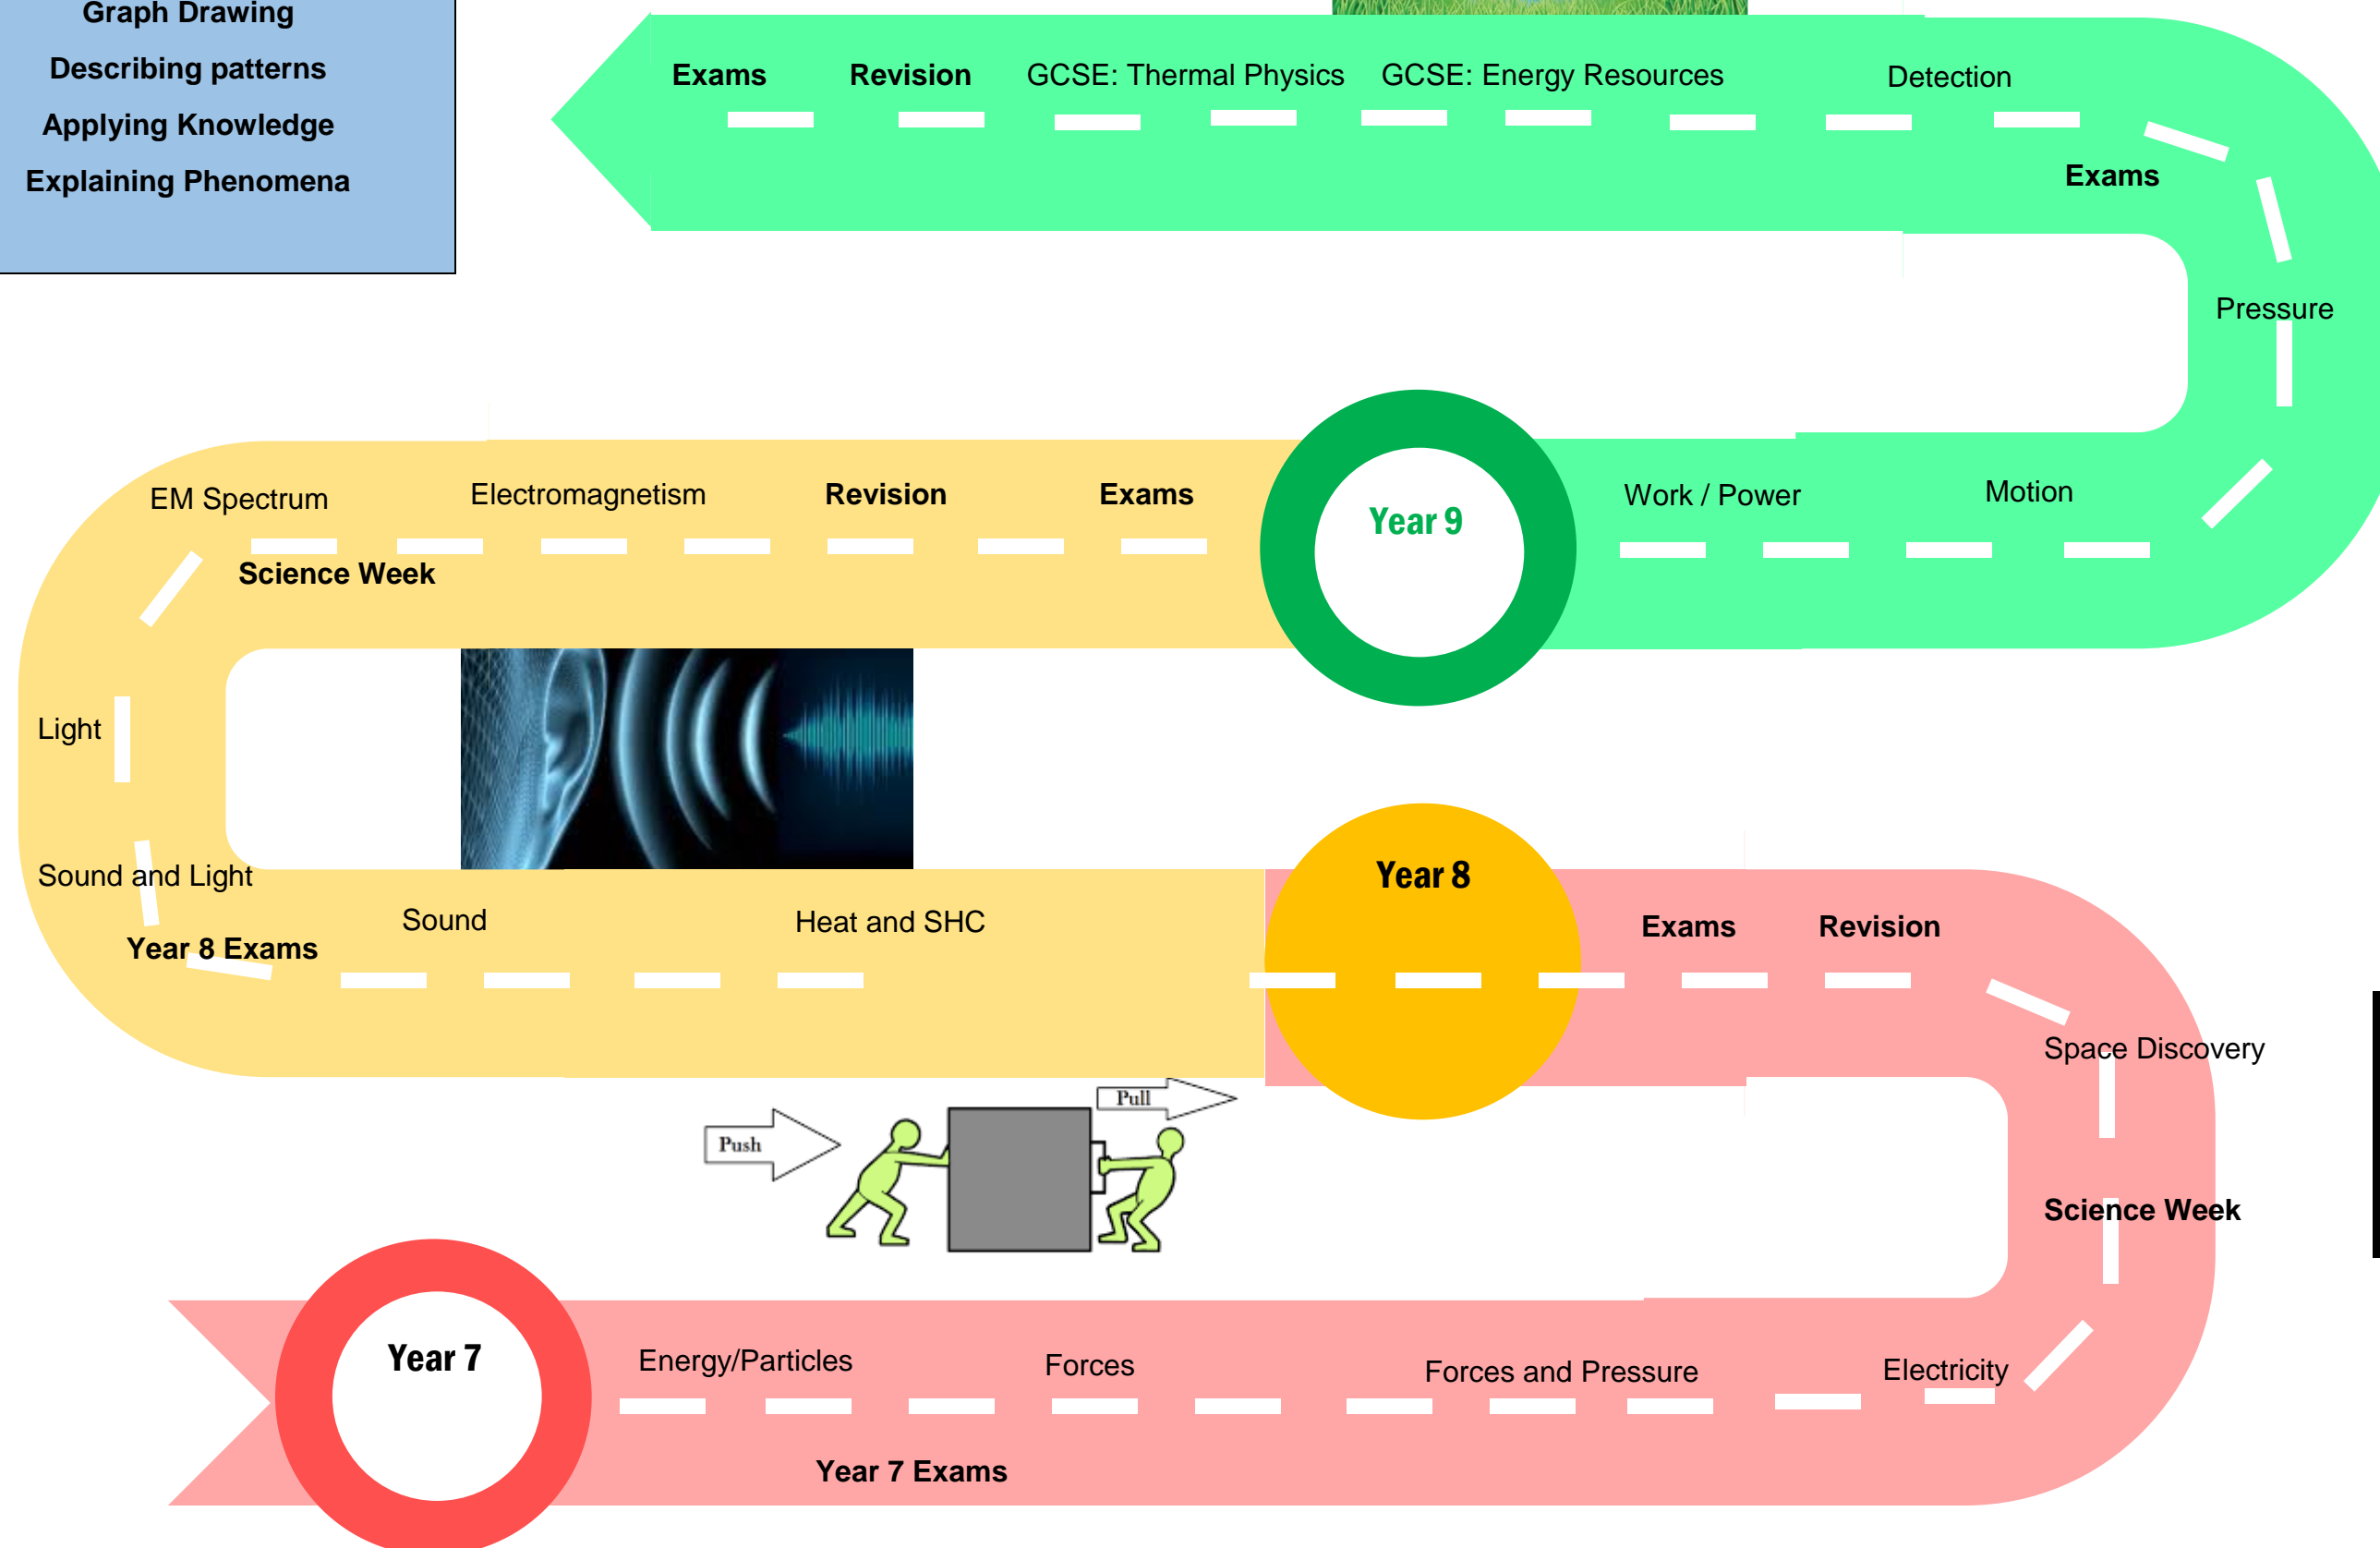 Graph Drawing
Describing patterns
Applying Knowledge
Explaining Phenomena
Exams Revision GCSE: Thermal Physics GCSE: Energy Resources Detection
Exams
Pressure
EM Spectrum Electromagnetism Revision Exams
Year 9
Work / Power Motion
Science Week
Light
Sound and Light
Year 8 Exams
Sound Heat and SHC
Year 8
Exams Revision
Space Discovery
Pull
Push
Science Week
Year 7
Energy/Particles Forces Forces and Pressure Electricity
Year 7 Exams